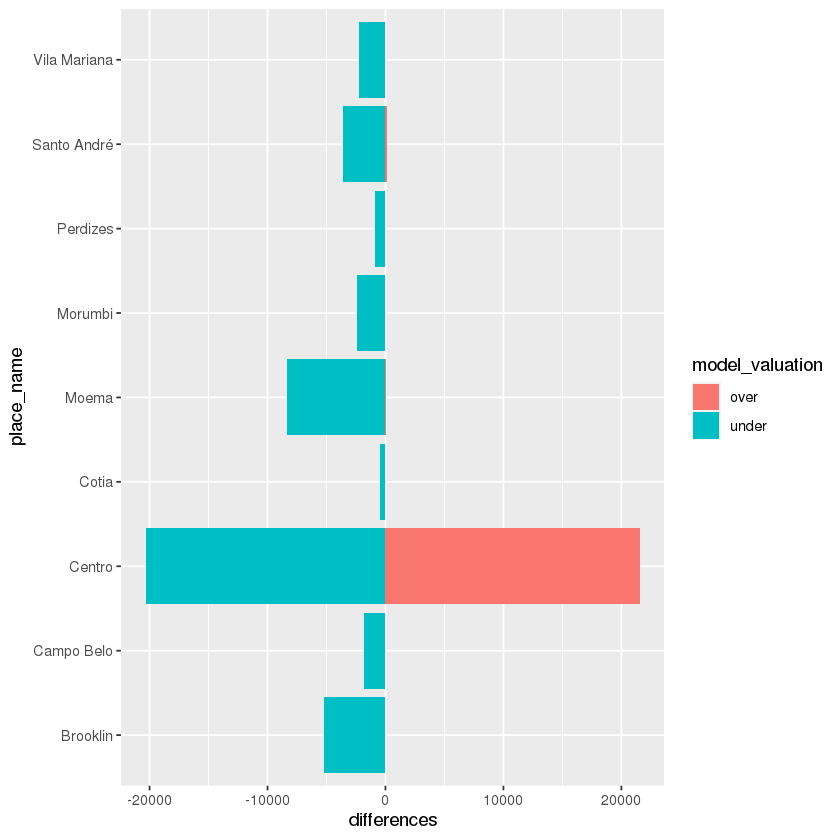 Vila Mariana
Santo André
Perdizes
Morumbi
Moema
Cotia
Centro
Campo Belo
Brooklin
place_name
-20000 -10000 0 10000 20000
differences
model_valuation
over
under